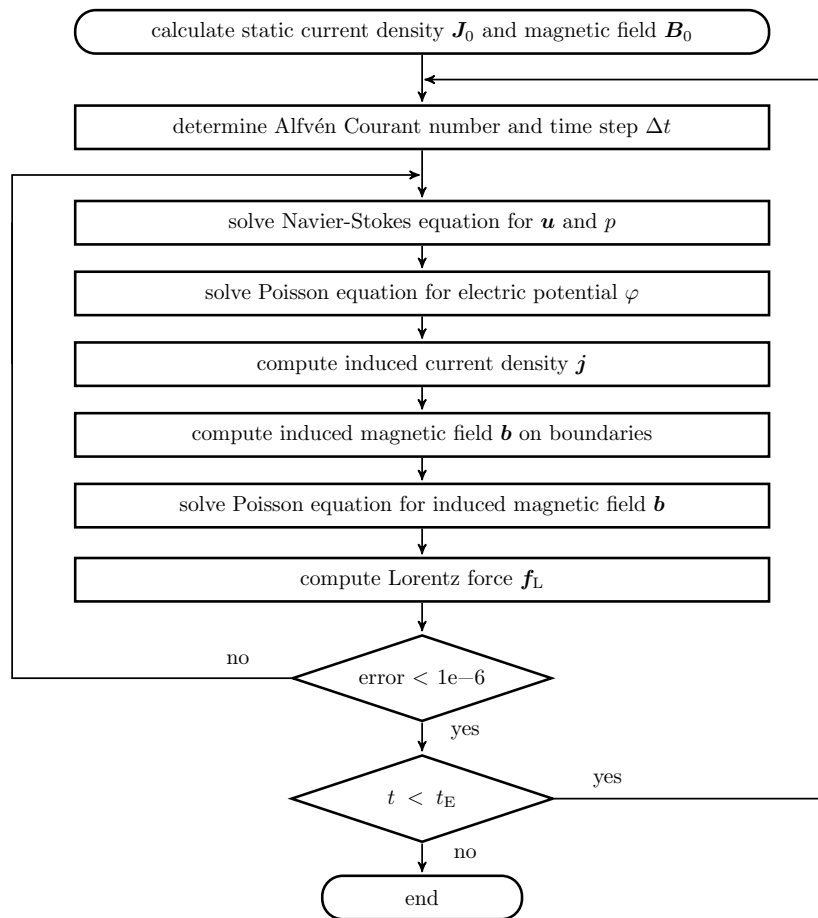 calculate static current density J₀ and magnetic field B₀
determine Alfvén Courant number and time step Δt
solve Navier-Stokes equation for u and p
solve Poisson equation for electric potential φ
compute induced current density j
compute induced magnetic field b on boundaries
solve Poisson equation for induced magnetic field b
compute Lorentz force f_L
no
error < 1e−6
yes
t < t_E
yes
no
end